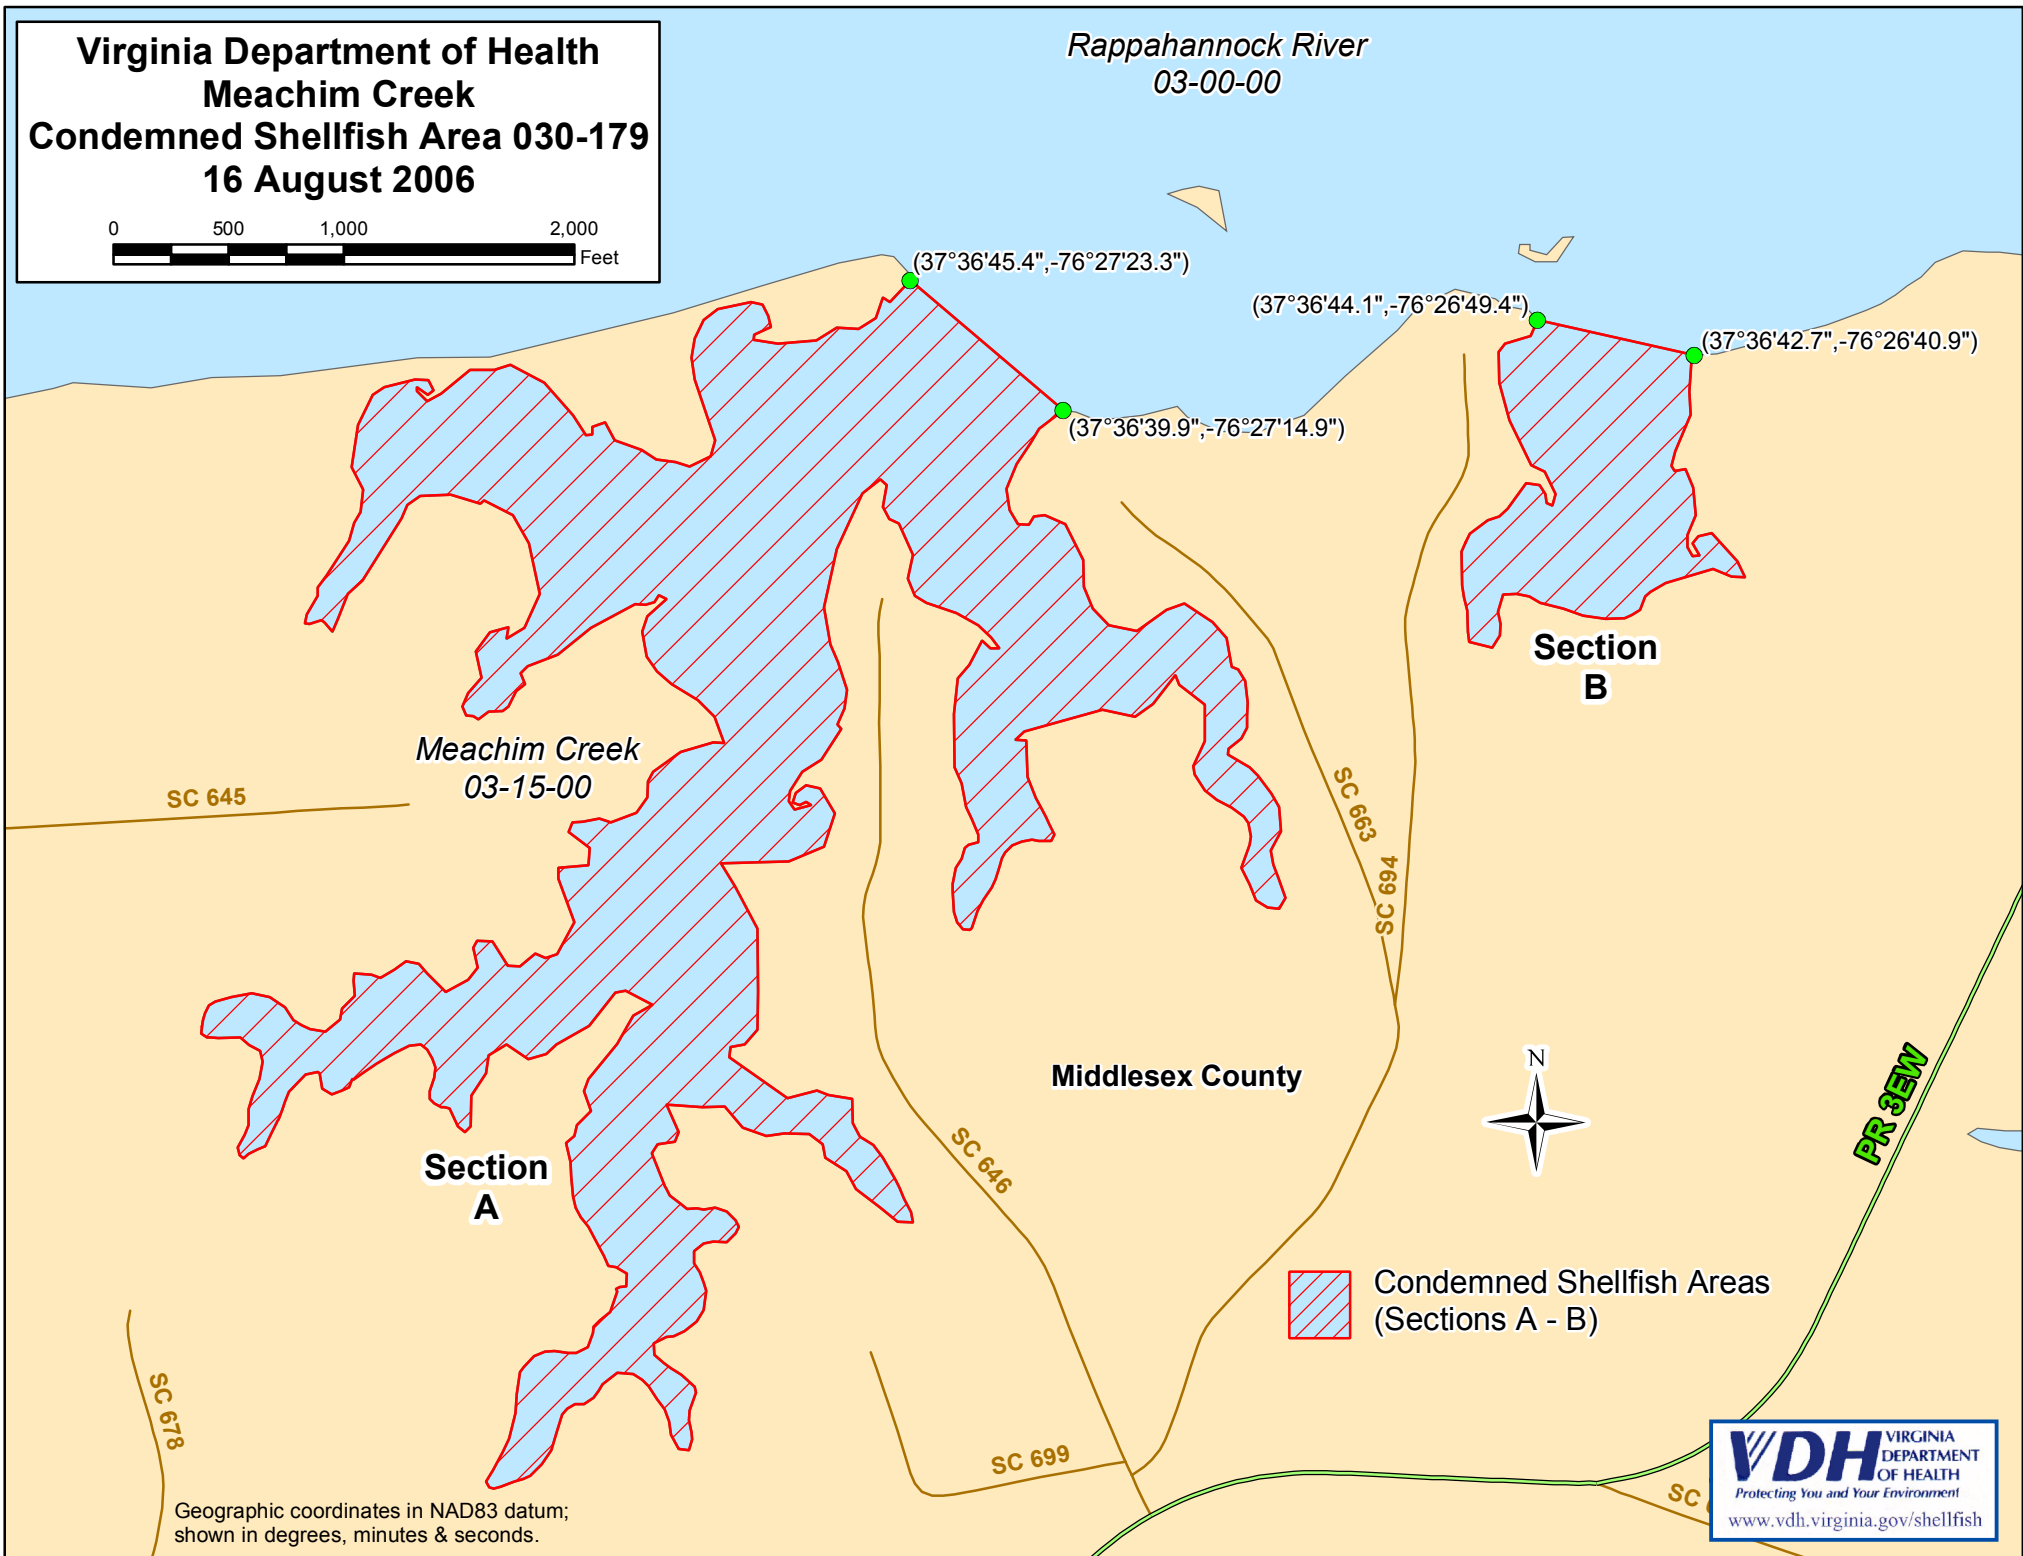 Virginia Department of Health
Meachim Creek
Condemned Shellfish Area 030-179
16 August 2006
0 500 1,000 2,000
Feet
Rappahannock River
03-00-00
(37°36'45.4",-76°27'23.3")
(37°36'44.1",-76°26'49.4")
(37°36'42.7",-76°26'40.9")
(37°36'39.9",-76°27'14.9")
Section
B
Meachim Creek
03-15-00
SC 645
SC 663
SC 694
Middlesex County
N
PR 3EW
SC 646
Section
A
Condemned Shellfish Areas
(Sections A - B)
SC 678
SC 699
SC
VDH VIRGINIA
DEPARTMENT
OF HEALTH
Protecting You and Your Environment
www.vdh.virginia.gov/shellfish
Geographic coordinates in NAD83 datum;
shown in degrees, minutes & seconds.